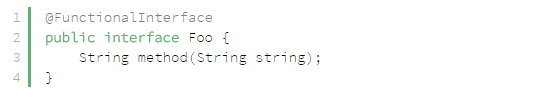 1 @FunctionalInterface
2 public interface Foo {
3     String method(String string);
4 }